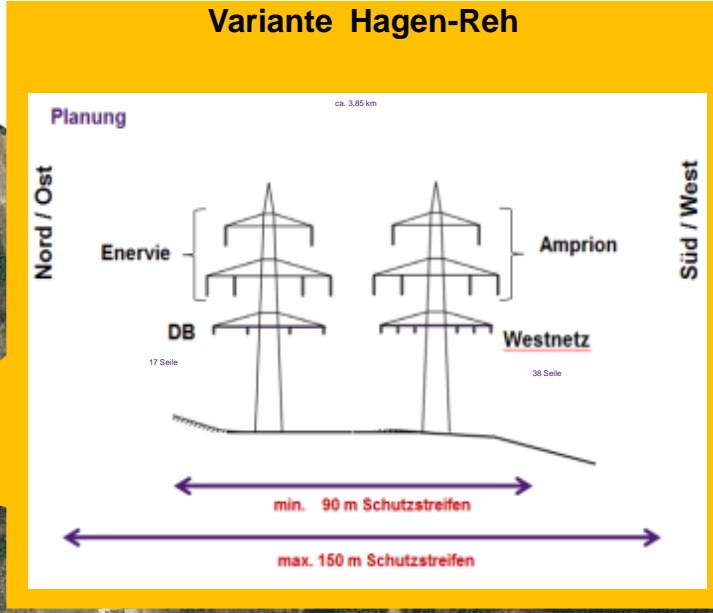 Variante Hagen-Reh
ca. 3,85 km
Planung
Nord / Ost
Süd / West
Enervie
Amprion
DB
Westnetz
17 Seile
38 Seile
min. 90 m Schutzstreifen
max. 150 m Schutzstreifen